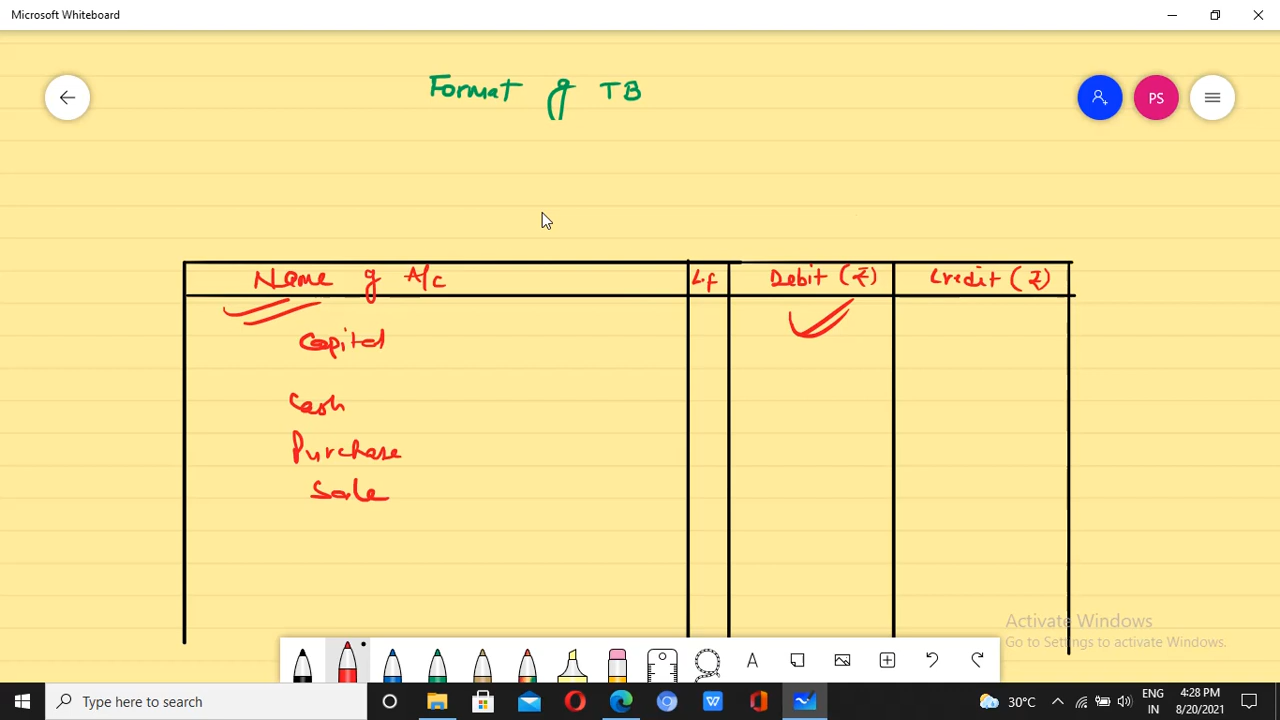 Microsoft Whiteboard
Format of TB
PS
Name of A/c L.f Debit (₹) Credit (₹)
Capital
Cash
Purchase
Sale
Activate Windows
Go to Settings to activate Windows.
A
Type here to search
W
30°C
ENG
IN
4:28 PM
8/20/2021